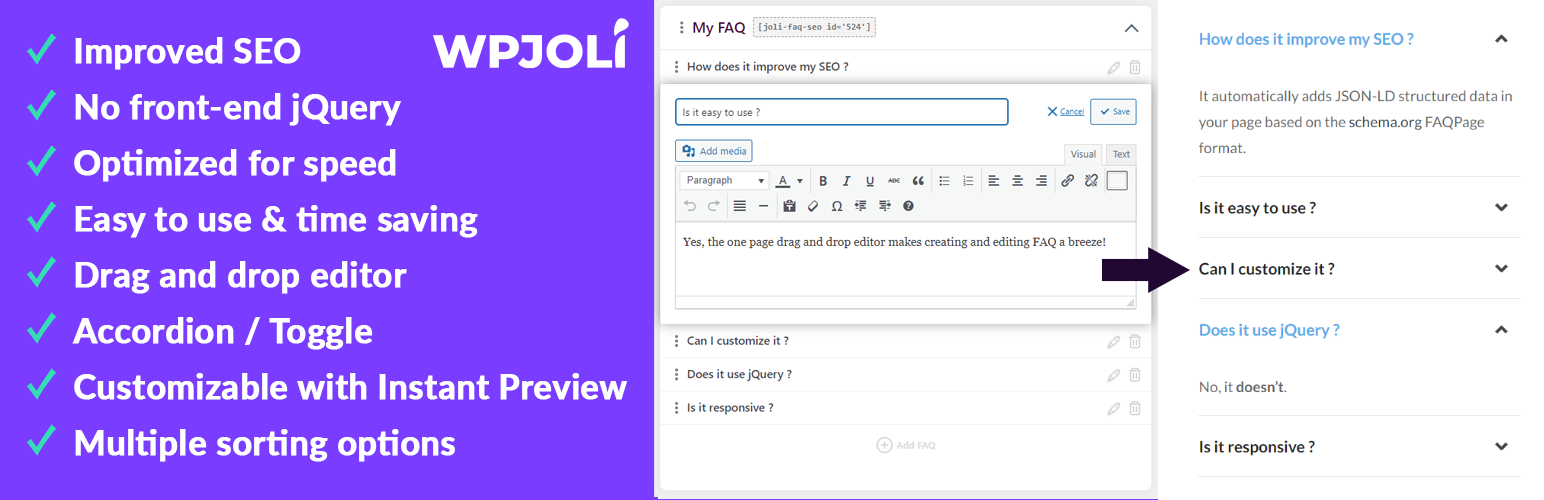 Improved SEO
WPJOLI
No front-end jQuery
Optimized for speed
Easy to use & time saving
Drag and drop editor
Accordion / Toggle
Customizable with Instant Preview
Multiple sorting options
My FAQ [joli-faq-seo id='524']
How does it improve my SEO ?
Is it easy to use ?
Cancel Save
Add media
Visual Text
Paragraph A B I U ABC
Yes, the one page drag and drop editor makes creating and editing FAQ a breeze!
Can I customize it ?
Does it use jQuery ?
Is it responsive ?
Add FAQ
How does it improve my SEO ?
It automatically adds JSON-LD structured data in
your page based on the schema.org FAQPage
format.
Is it easy to use ?
Can I customize it ?
Does it use jQuery ?
No, it doesn't.
Is it responsive ?